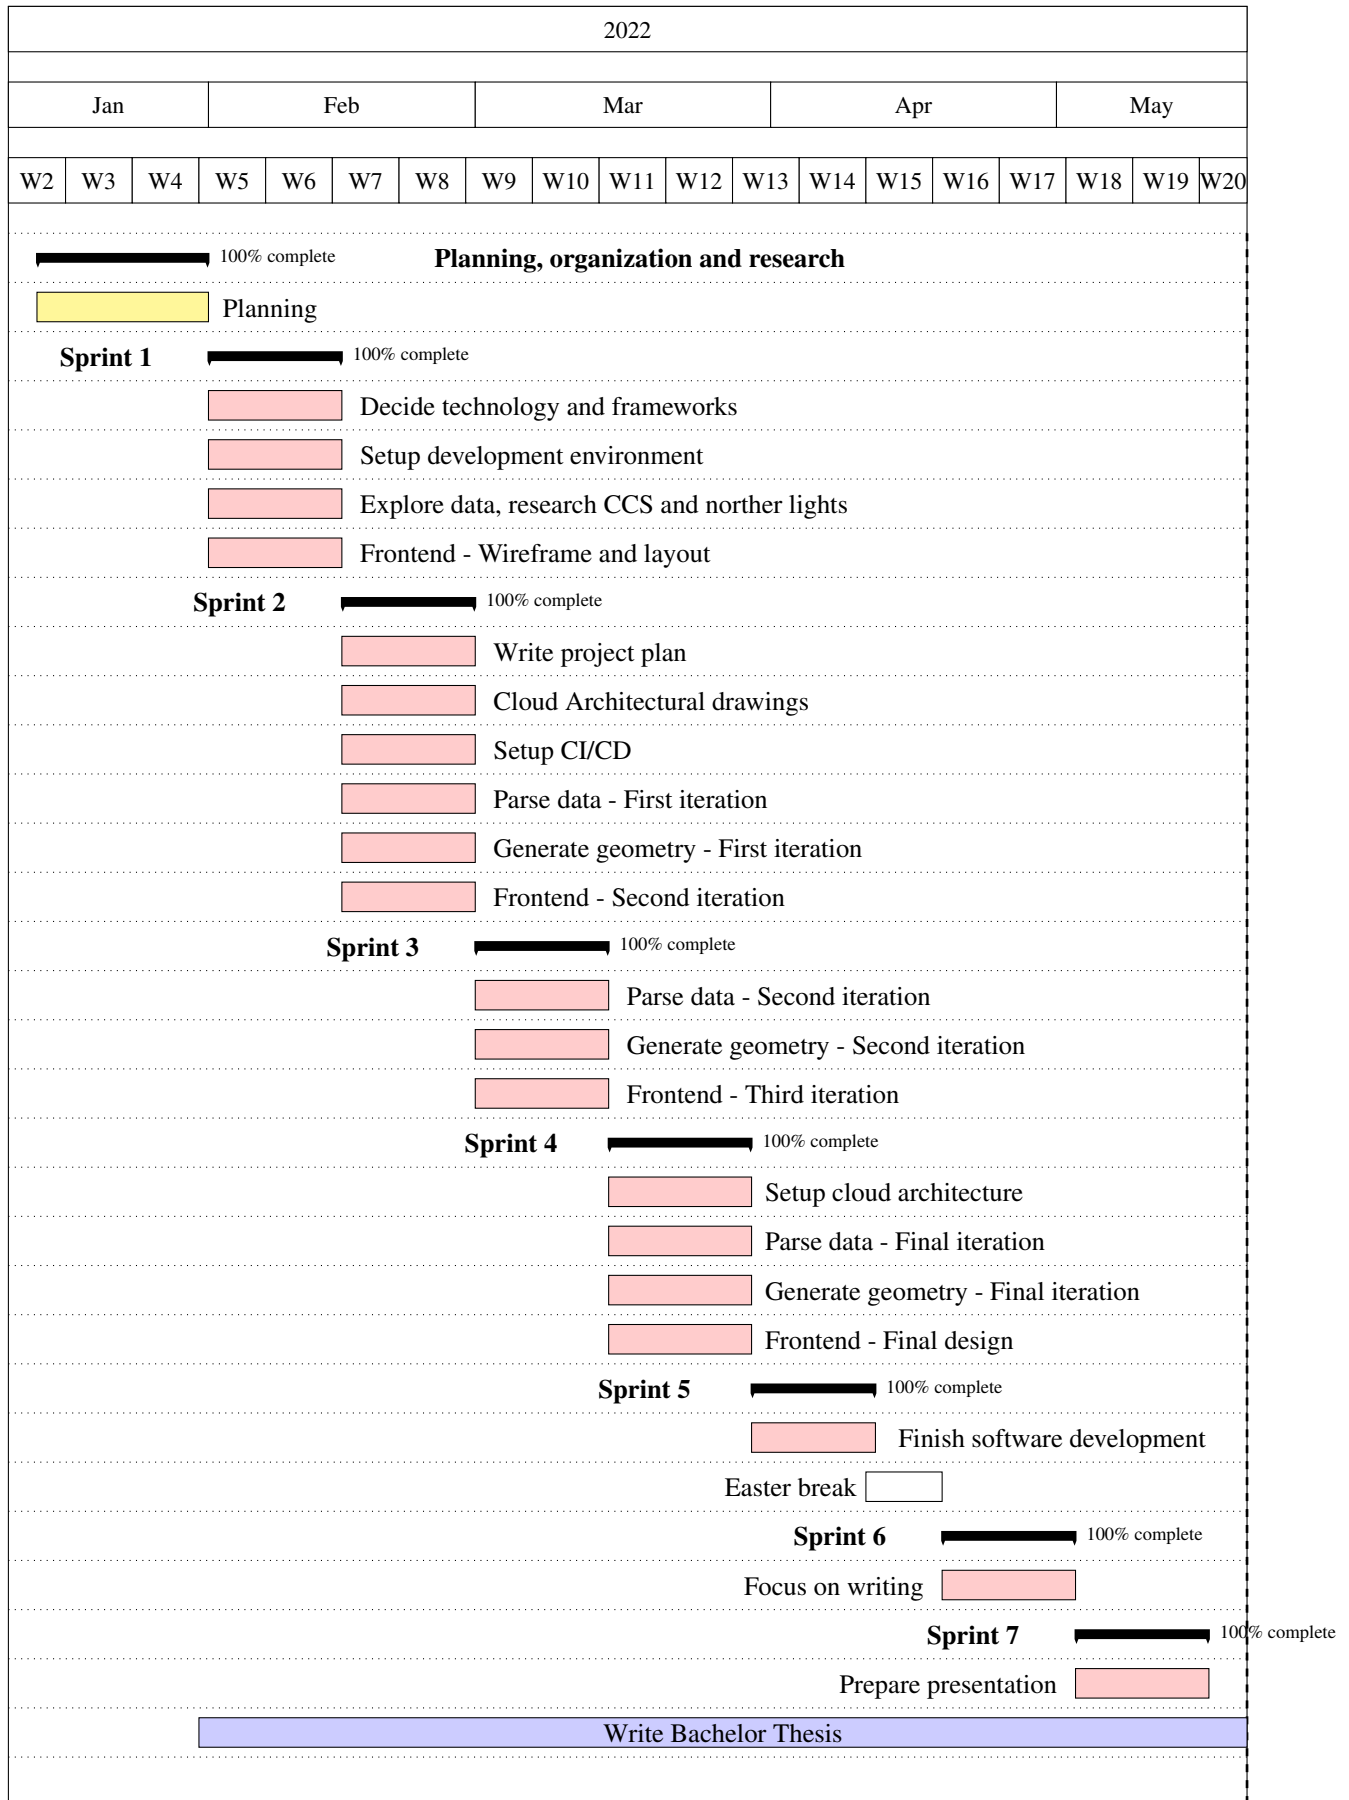 2022
Jan Feb Mar Apr May
W2 W3 W4 W5 W6 W7 W8 W9 W10 W11 W12 W13 W14 W15 W16 W17 W18 W19 W20
100% complete Planning, organization and research
Planning
Sprint 1 100% complete
Decide technology and frameworks
Setup development environment
Explore data, research CCS and norther lights
Frontend - Wireframe and layout
Sprint 2 100% complete
Write project plan
Cloud Architectural drawings
Setup CI/CD
Parse data - First iteration
Generate geometry - First iteration
Frontend - Second iteration
Sprint 3 100% complete
Parse data - Second iteration
Generate geometry - Second iteration
Frontend - Third iteration
Sprint 4 100% complete
Setup cloud architecture
Parse data - Final iteration
Generate geometry - Final iteration
Frontend - Final design
Sprint 5 100% complete
Finish software development
Easter break
Sprint 6 100% complete
Focus on writing
Sprint 7 100% complete
Prepare presentation
Write Bachelor Thesis